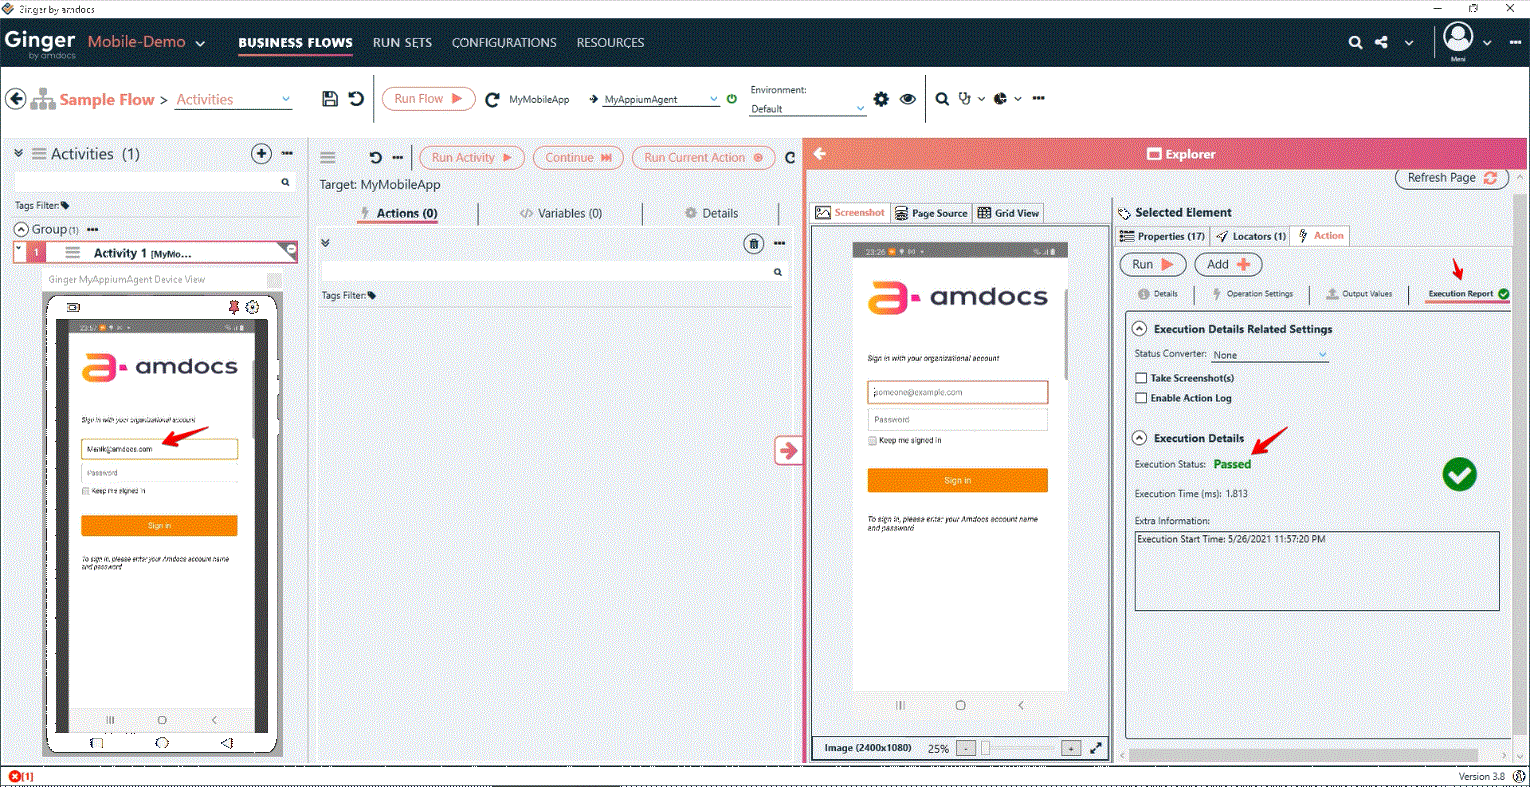 Ginger by amdocs
Ginger
by amdocs
Mobile-Demo
BUSINESS FLOWS
RUN SETS
CONFIGURATIONS
RESOURCES
Meni
Sample Flow > Activities
Run Flow
MyMobileApp
MyAppiumAgent
Environment:
Default
Activities (1)
Tags Filter:
Group(1)
1
Activity 1 [MyMo...
Ginger MyAppiumAgent Device View
23:57
amdocs
Sign in with your organizational account
Password
Keep me signed in
Sign in
To sign in, please enter your Amdocs account name
and password
Run Activity
Continue
Run Current Action
Target: MyMobileApp
Actions (0)
Variables (0)
Details
Tags Filter:
Explorer
Refresh Page
Screenshot
Page Source
Grid View
23:26
amdocs
Sign in with your organizational account
someone@example.com
Password
Keep me signed in
Sign in
To sign in, please enter your Amdocs account name
and password
Image (2400x1080)
25%
-
+
Selected Element
Properties (17)
Locators (1)
Action
Run
Add
Details
Operation Settings
Output Values
Execution Report
Execution Details Related Settings
Status Converter: None
Take Screenshot(s)
Enable Action Log
Execution Details
Execution Status: Passed
Execution Time (ms): 1.813
Extra Information:
Execution Start Time: 5/26/2021 11:57:20 PM
[1]
Version 3.8